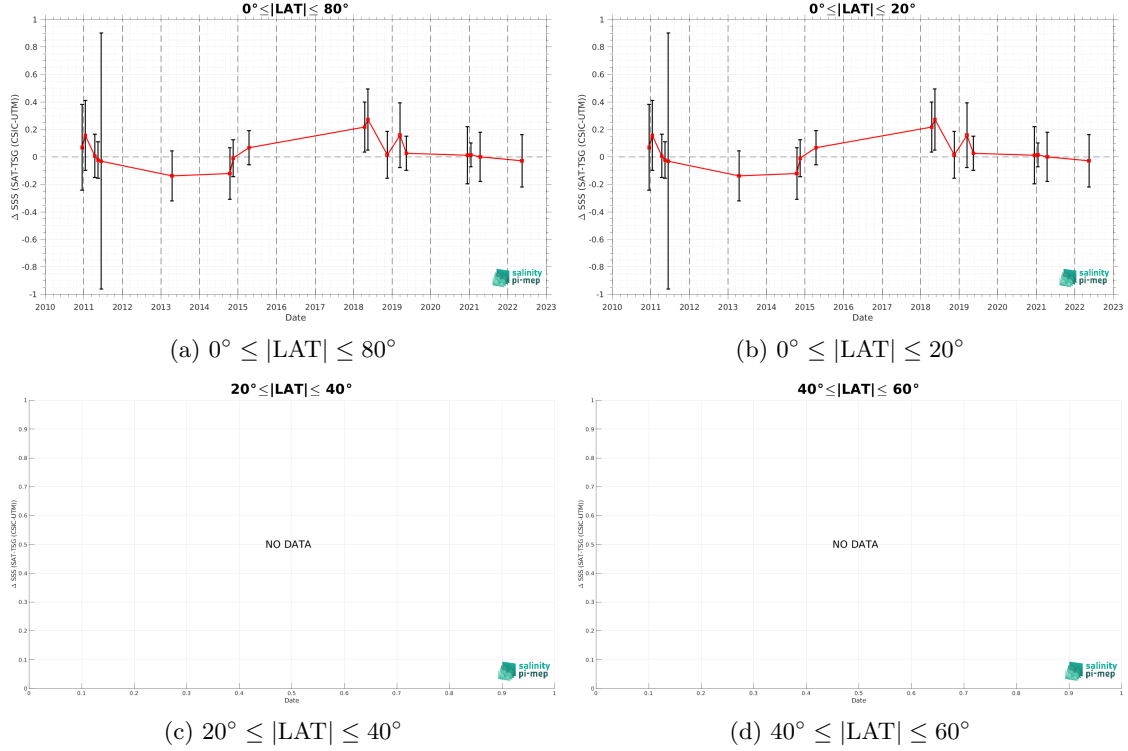 0°≤|LAT|≤ 80°
1
0.8
0.6
0.4
0.2
0
-0.2
-0.4
-0.6
-0.8
-1
Δ SSS (SAT-TSG (CSIC-UTM))
2010 2011 2012 2013 2014 2015 2016 2017 2018 2019 2020 2021 2022 2023
Date
salinity
pi-mep
(a) 0° ≤ |LAT| ≤ 80°
0°≤|LAT|≤ 20°
1
0.8
0.6
0.4
0.2
0
-0.2
-0.4
-0.6
-0.8
-1
Δ SSS (SAT-TSG (CSIC-UTM))
2010 2011 2012 2013 2014 2015 2016 2017 2018 2019 2020 2021 2022 2023
Date
salinity
pi-mep
(b) 0° ≤ |LAT| ≤ 20°
20°≤|LAT|≤ 40°
1
0.9
0.8
0.7
0.6
0.5
0.4
0.3
0.2
0.1
0
Δ SSS (SAT-TSG (CSIC-UTM))
NO DATA
0 0.1 0.2 0.3 0.4 0.5 0.6 0.7 0.8 0.9 1
Date
salinity
pi-mep
(c) 20° ≤ |LAT| ≤ 40°
40°≤|LAT|≤ 60°
1
0.9
0.8
0.7
0.6
0.5
0.4
0.3
0.2
0.1
0
Δ SSS (SAT-TSG (CSIC-UTM))
NO DATA
0 0.1 0.2 0.3 0.4 0.5 0.6 0.7 0.8 0.9 1
Date
salinity
pi-mep
(d) 40° ≤ |LAT| ≤ 60°